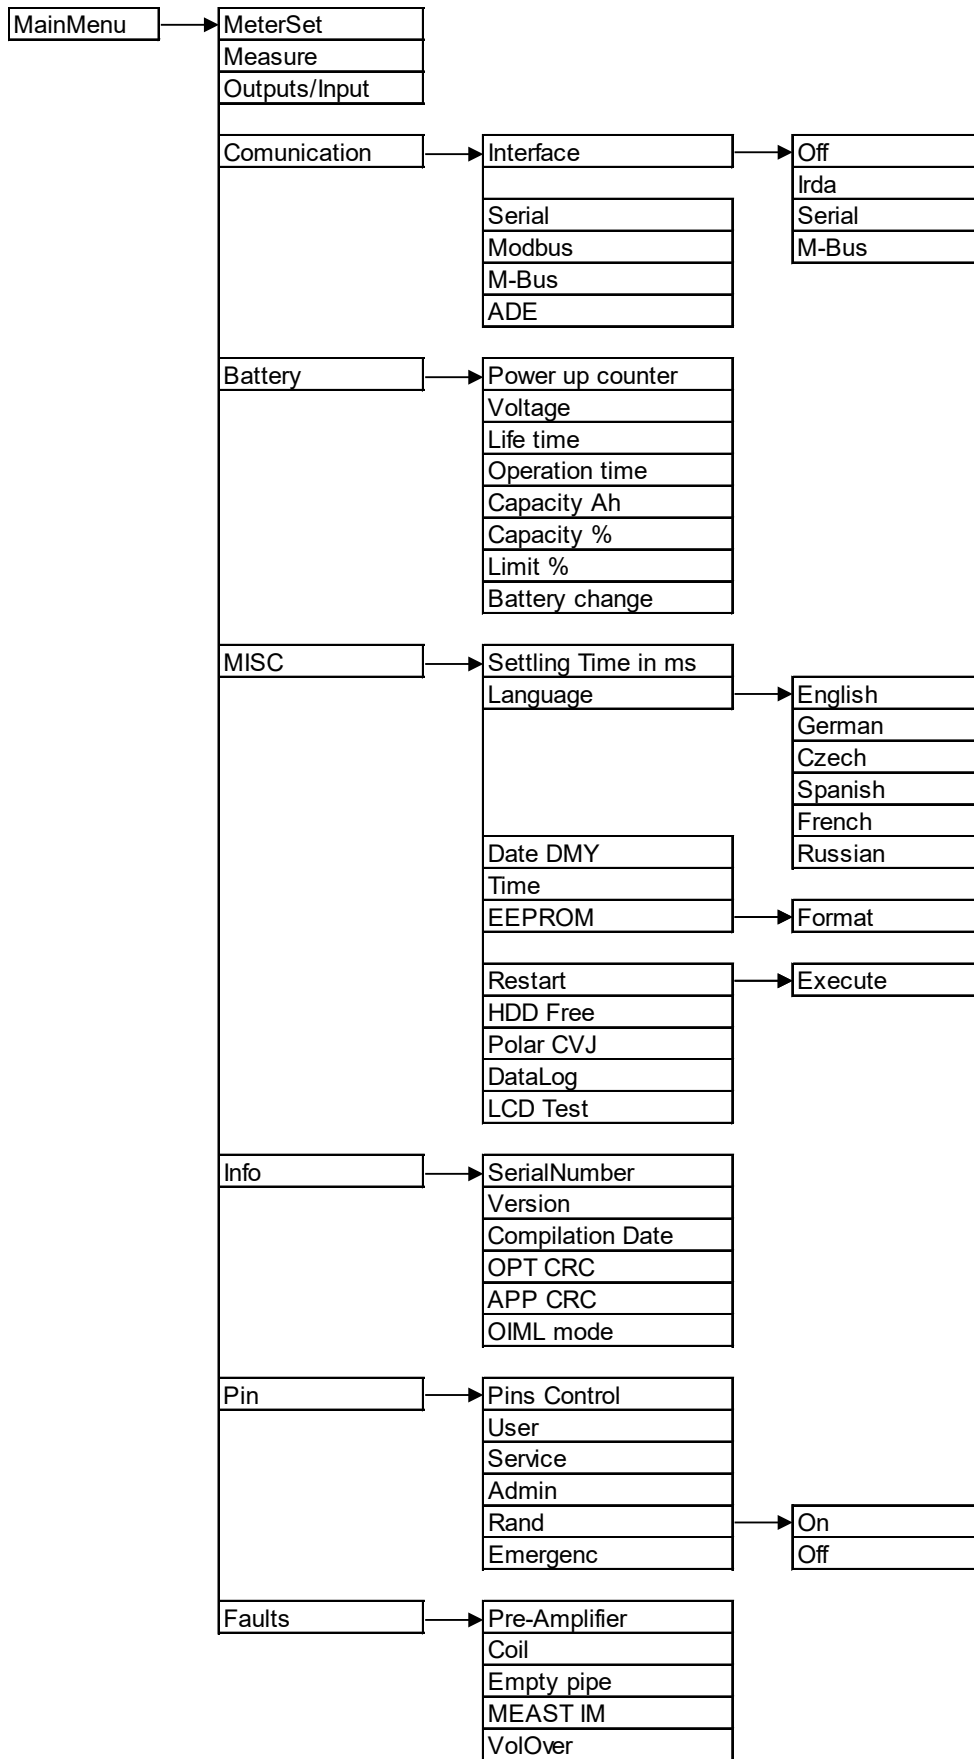 MainMenu
MeterSet
Measure
Outputs/Input
Comunication
Interface
Off
Irda
Serial
Serial
Modbus
M-Bus
M-Bus
ADE
Battery
Power up counter
Voltage
Life time
Operation time
Capacity Ah
Capacity %
Limit %
Battery change
MISC
Settling Time in ms
Language
English
German
Czech
Spanish
French
Date DMY
Russian
Time
EEPROM
Format
Restart
Execute
HDD Free
Polar CVJ
DataLog
LCD Test
Info
SerialNumber
Version
Compilation Date
OPT CRC
APP CRC
OIML mode
Pin
Pins Control
User
Service
Admin
Rand
On
Emergenc
Off
Faults
Pre-Amplifier
Coil
Empty pipe
MEAST IM
VolOver